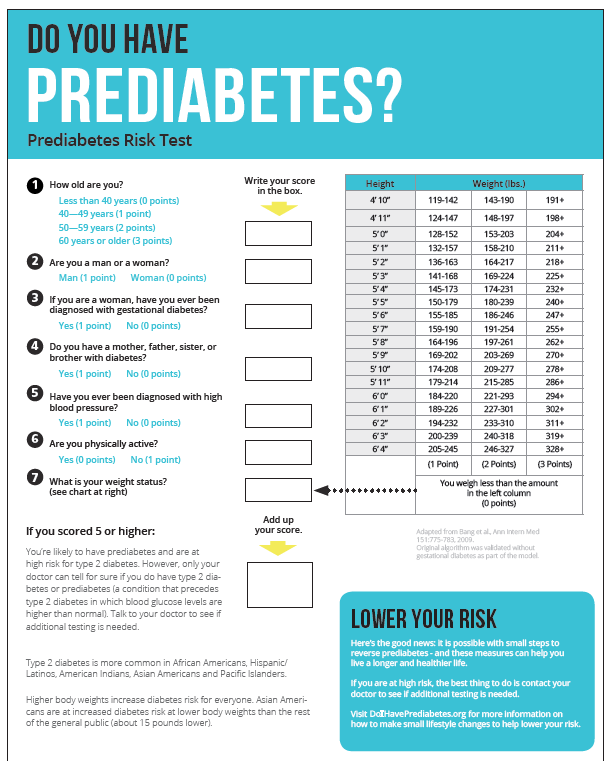 DO YOU HAVE
PREDIABETES?
Prediabetes Risk Test
1 How old are you?
Less than 40 years (0 points)
40—49 years (1 point)
50—59 years (2 points)
60 years or older (3 points)
2 Are you a man or a woman?
Man (1 point) Woman (0 points)
3 If you are a woman, have you ever been
diagnosed with gestational diabetes?
Yes (1 point) No (0 points)
4 Do you have a mother, father, sister, or
brother with diabetes?
Yes (1 point) No (0 points)
5 Have you ever been diagnosed with high
blood pressure?
Yes (1 point) No (0 points)
6 Are you physically active?
Yes (0 points) No (1 point)
7 What is your weight status?
(see chart at right)
Write your score
in the box.
Add up
your score.
Height Weight (lbs.)
4' 10" 119-142 143-190 191+
4' 11" 124-147 148-197 198+
5' 0" 128-152 153-203 204+
5' 1" 132-157 158-210 211+
5' 2" 136-163 164-217 218+
5' 3" 141-168 169-224 225+
5' 4" 145-173 174-231 232+
5' 5" 150-179 180-239 240+
5' 6" 155-185 186-246 247+
5' 7" 159-190 191-254 255+
5' 8" 164-196 197-261 262+
5' 9" 169-202 203-269 270+
5' 10" 174-208 209-277 278+
5' 11" 179-214 215-285 286+
6' 0" 184-220 221-293 294+
6' 1" 189-226 227-301 302+
6' 2" 194-232 233-310 311+
6' 3" 200-239 240-318 319+
6' 4" 205-245 246-327 328+
(1 Point) (2 Points) (3 Points)
You weigh less than the amount
in the left column
(0 points)
Adapted from Bang et al., Ann Intern Med
151:775-783, 2009.
Original algorithm was validated without
gestational diabetes as part of the model.
If you scored 5 or higher:
You're likely to have prediabetes and are at
high risk for type 2 diabetes. However, only your
doctor can tell for sure if you do have type 2 dia-
betes or prediabetes (a condition that precedes
type 2 diabetes in which blood glucose levels are
higher than normal). Talk to your doctor to see if
additional testing is needed.
Type 2 diabetes is more common in African Americans, Hispanic/
Latinos, American Indians, Asian Americans and Pacific Islanders.
Higher body weights increase diabetes risk for everyone. Asian Ameri-
cans are at increased diabetes risk at lower body weights than the rest
of the general public (about 15 pounds lower).
LOWER YOUR RISK
Here's the good news: it is possible with small steps to
reverse prediabetes - and these measures can help you
live a longer and healthier life.
If you are at high risk, the best thing to do is contact your
doctor to see if additional testing is needed.
Visit DoIHavePrediabetes.org for more information on
how to make small lifestyle changes to help lower your risk.